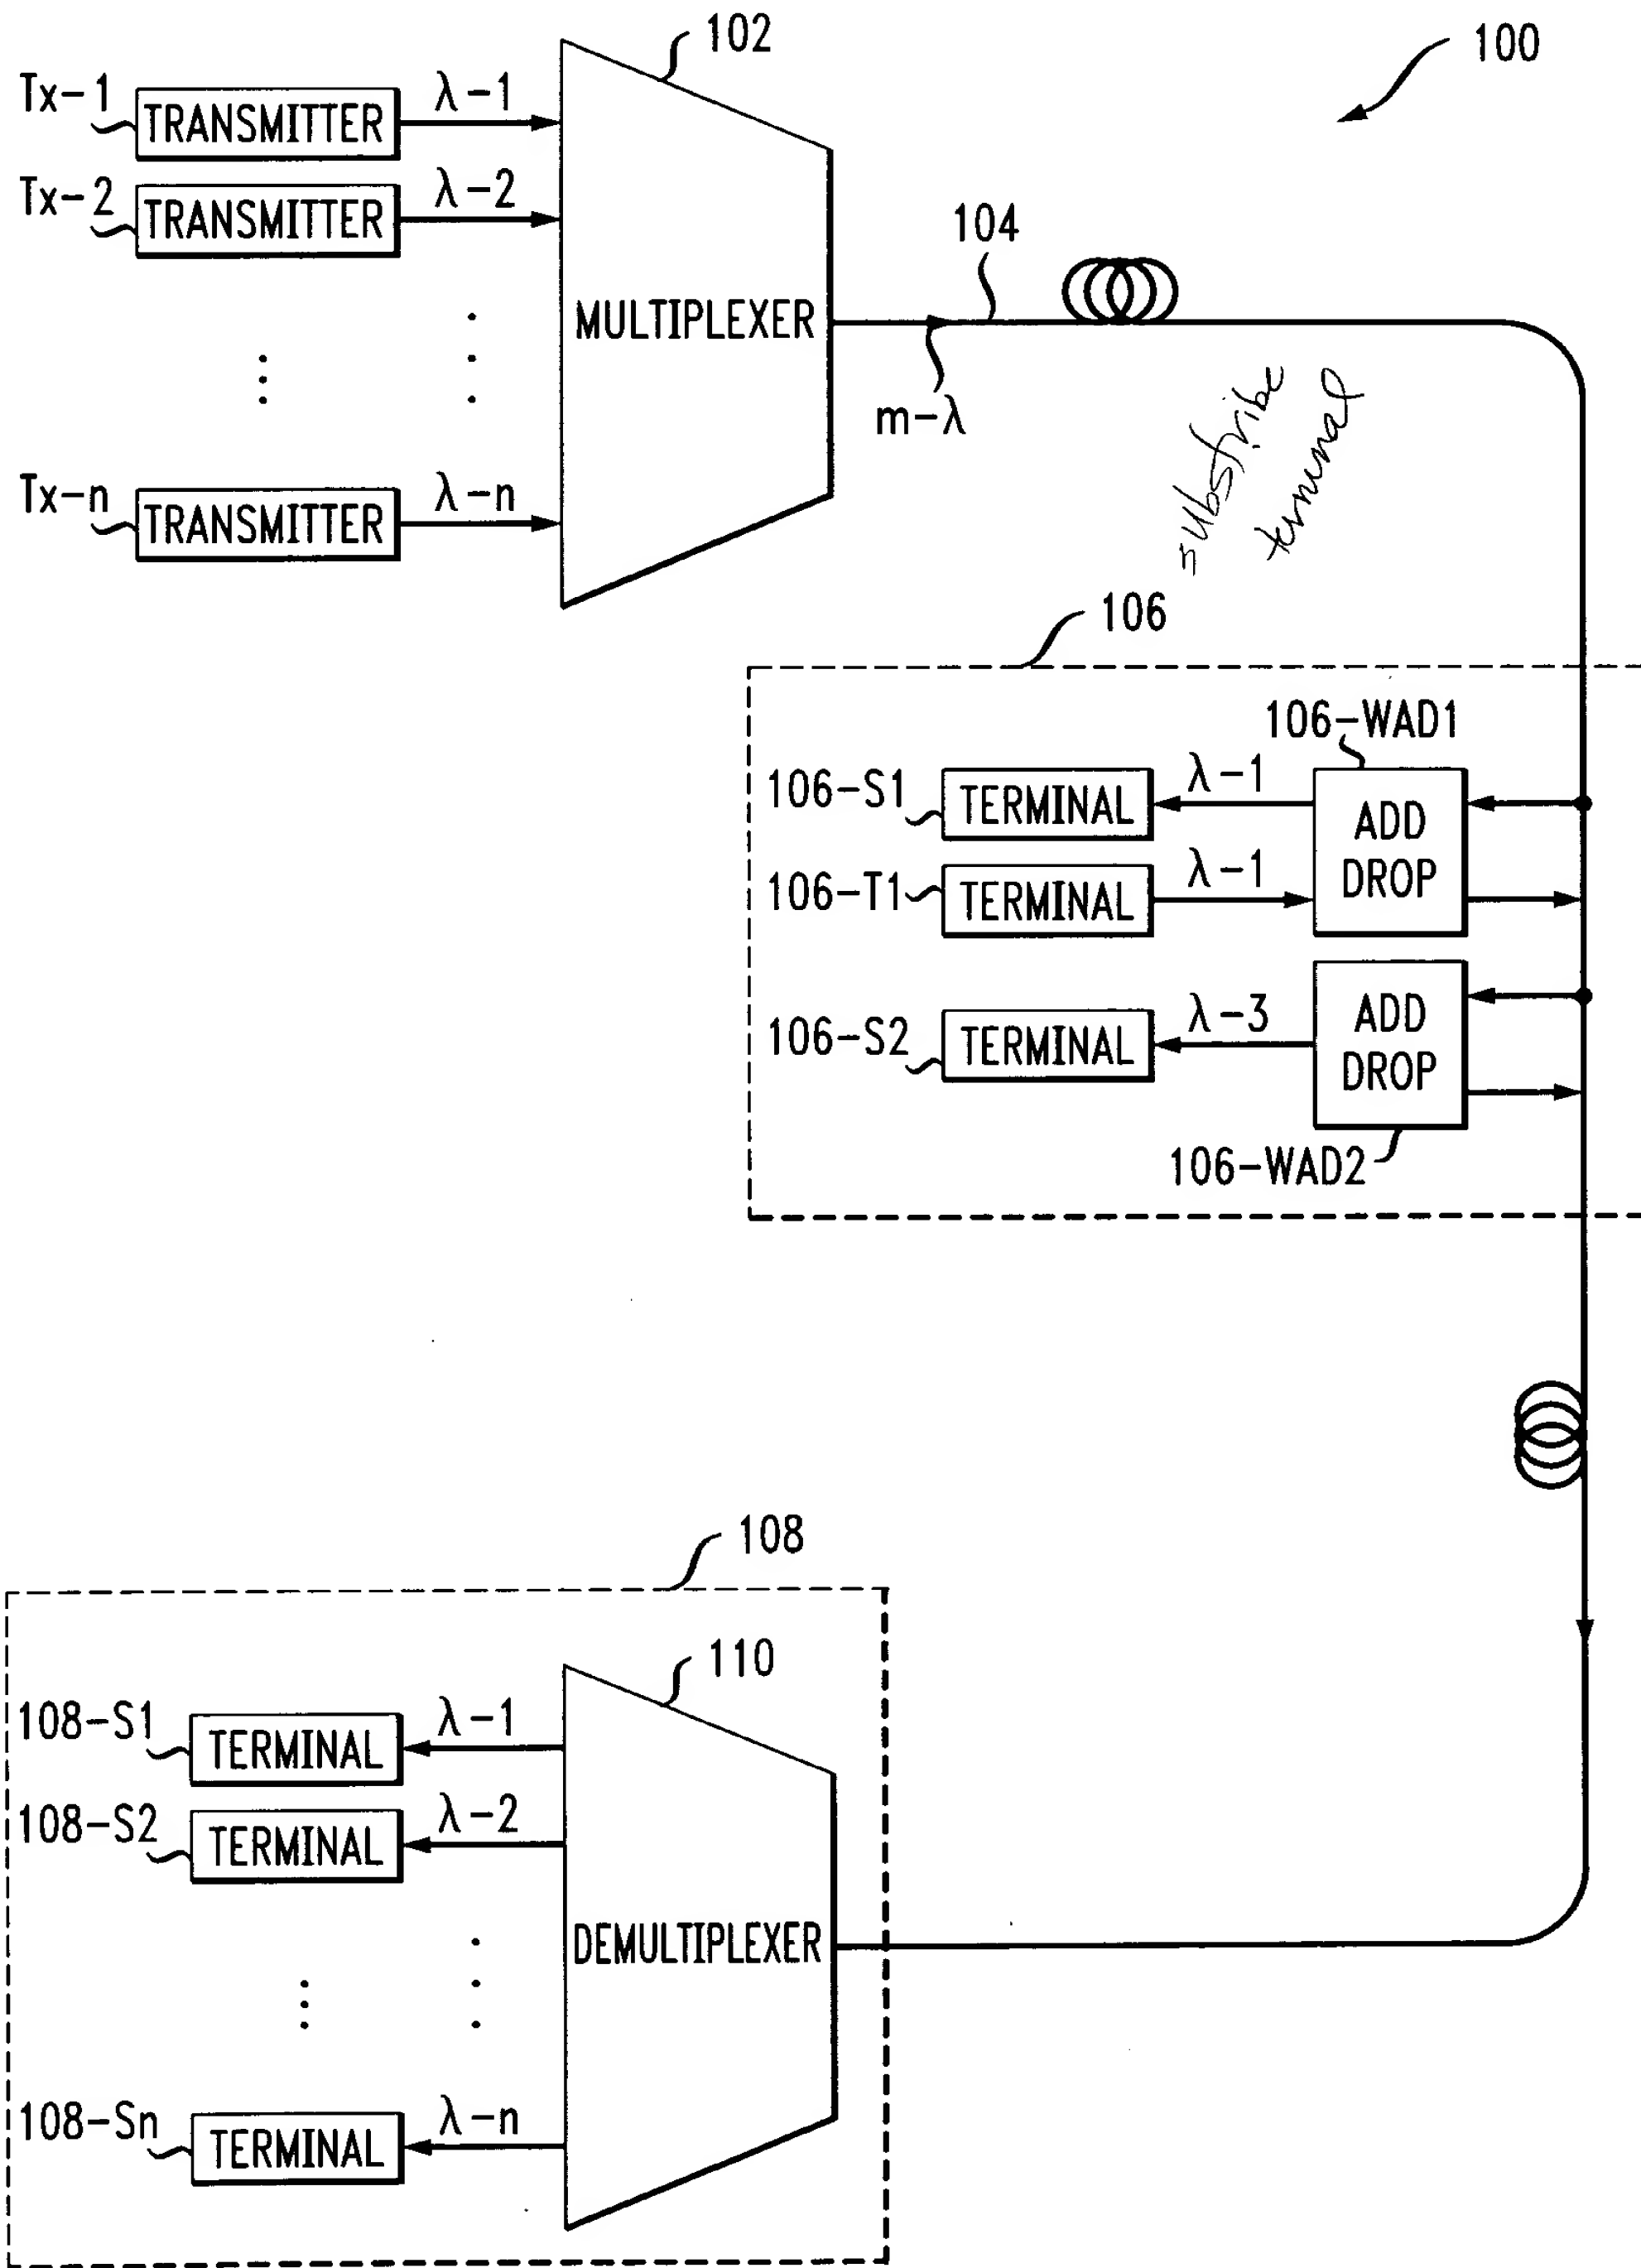 102
100
Tx-1
TRANSMITTER
λ-1
Tx-2
TRANSMITTER
λ-2
MULTIPLEXER
104
m-λ
Tx-n
TRANSMITTER
λ-n
substribe
terminal
106
106-WAD1
106-S1
TERMINAL
λ-1
ADD
DROP
106-T1
TERMINAL
λ-1
106-S2
TERMINAL
λ-3
ADD
DROP
106-WAD2
108
110
108-S1
TERMINAL
λ-1
108-S2
TERMINAL
λ-2
DEMULTIPLEXER
108-Sn
TERMINAL
λ-n